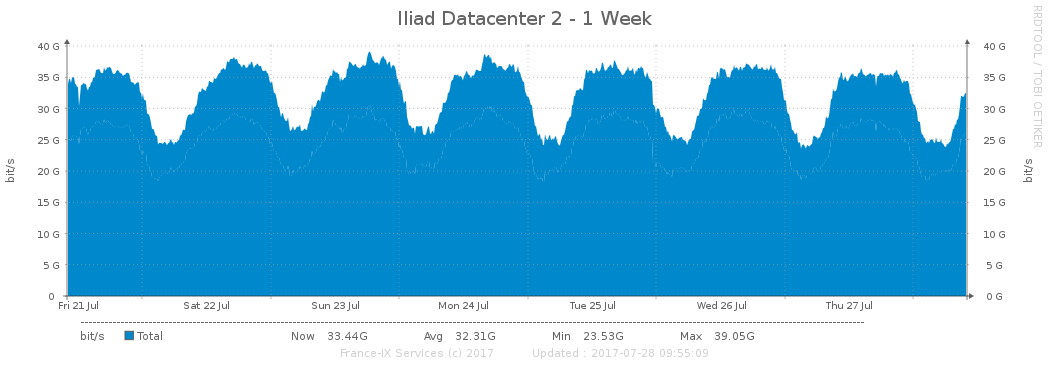 Iliad Datacenter 2 - 1 Week
RRDTOOL / TOBI OETIKER
40 G 40 G
35 G 35 G
30 G 30 G
25 G 25 G
20 G 20 G
15 G 15 G
10 G 10 G
5 G 5 G
0 0 G
bit/s bit/s
Fri 21 Jul Sat 22 Jul Sun 23 Jul Mon 24 Jul Tue 25 Jul Wed 26 Jul Thu 27 Jul
bit/s Total Now 33.44G Avg 32.31G Min 23.53G Max 39.05G
France-IX Services (c) 2017 Updated : 2017-07-28 09:55:09